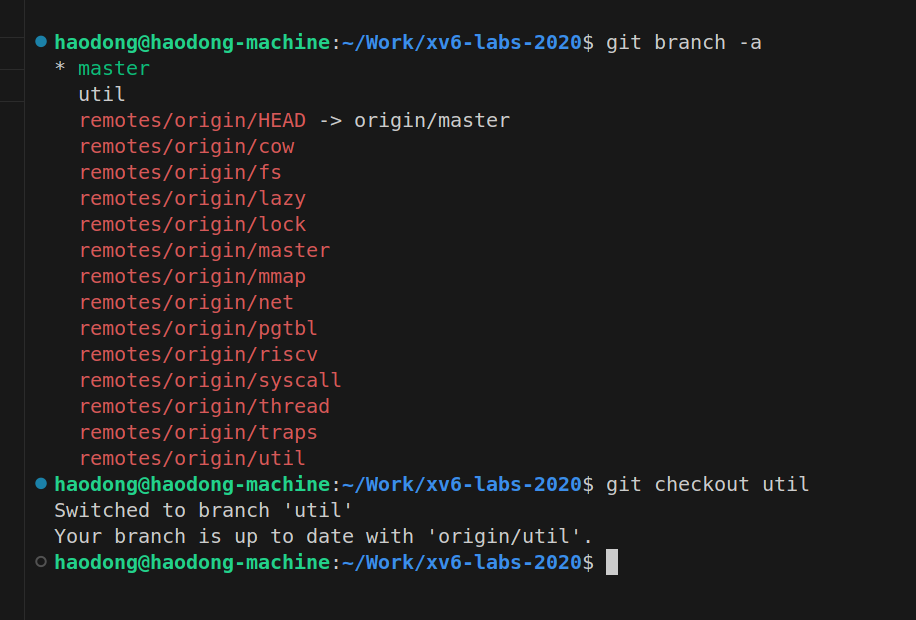 haodong@haodong-machine:~/Work/xv6-labs-2020$ git branch -a
* master
  util
  remotes/origin/HEAD -> origin/master
  remotes/origin/cow
  remotes/origin/fs
  remotes/origin/lazy
  remotes/origin/lock
  remotes/origin/master
  remotes/origin/mmap
  remotes/origin/net
  remotes/origin/pgtbl
  remotes/origin/riscv
  remotes/origin/syscall
  remotes/origin/thread
  remotes/origin/traps
  remotes/origin/util
haodong@haodong-machine:~/Work/xv6-labs-2020$ git checkout util
Switched to branch 'util'
Your branch is up to date with 'origin/util'.
haodong@haodong-machine:~/Work/xv6-labs-2020$